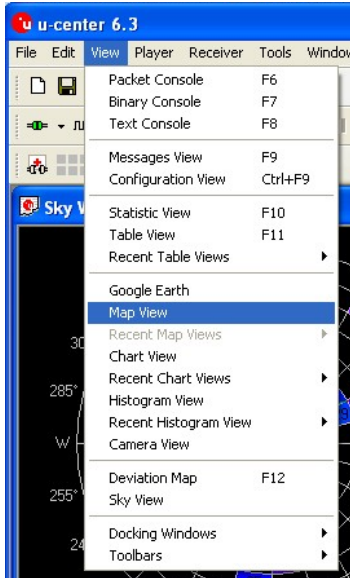 u-center 6.3
File Edit View Player Receiver Tools Window
Packet Console F6
Binary Console F7
Text Console F8
Messages View F9
Configuration View Ctrl+F9
Sky V
Statistic View F10
Table View F11
Recent Table Views
Google Earth
Map View
Recent Map Views
30
Chart View
285°
Recent Chart Views
Histogram View
Recent Histogram View
W
Camera View
Deviation Map F12
255°
Sky View
Docking Windows
24
Toolbars